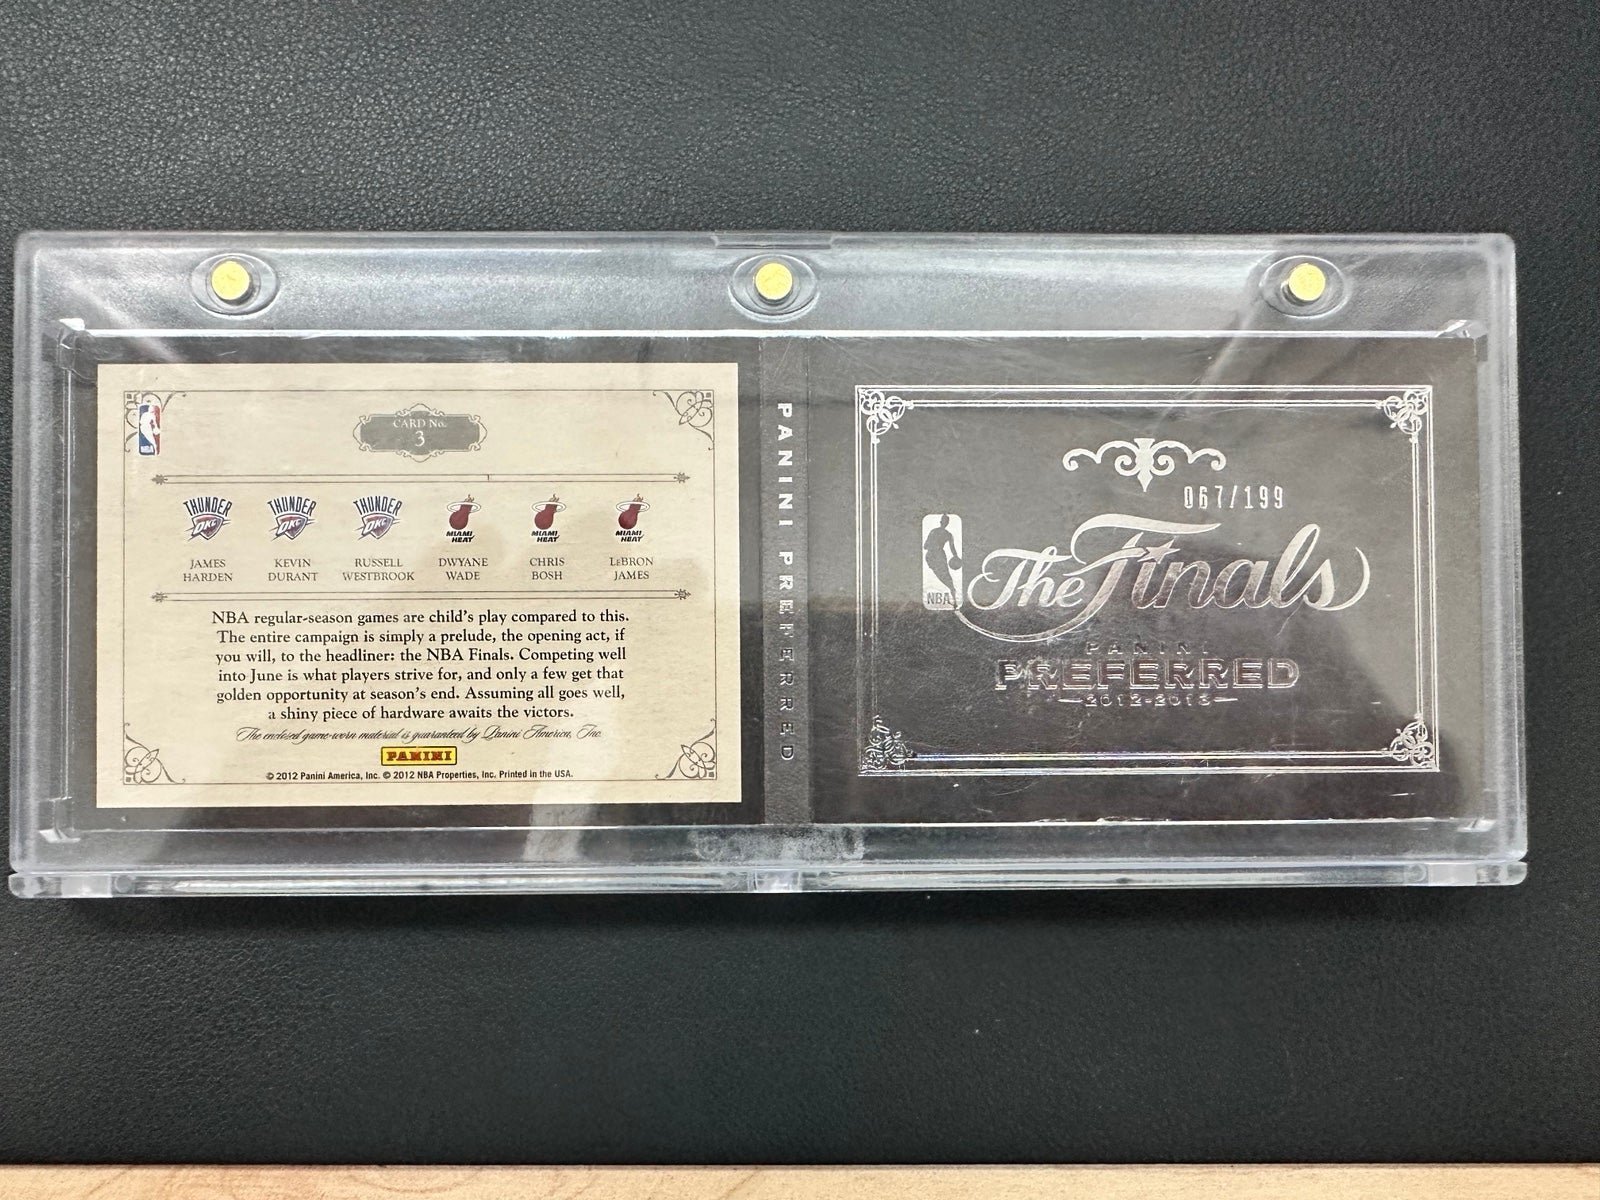 CARD No.
3
NBA
THUNDER
OKC
THUNDER
OKC
THUNDER
OKC
MIAMI
HEAT
MIAMI
HEAT
MIAMI
HEAT
JAMES
HARDEN
KEVIN
DURANT
RUSSELL
WESTBROOK
DWYANE
WADE
CHRIS
BOSH
LeBRON
JAMES
NBA regular-season games are child's play compared to this.
The entire campaign is simply a prelude, the opening act, if
you will, to the headliner: the NBA Finals. Competing well
into June is what players strive for, and only a few get that
golden opportunity at season's end. Assuming all goes well,
a shiny piece of hardware awaits the victors.
The enclosed game-worn material is guaranteed by Panini America, Inc.
PANINI
© 2012 Panini America, Inc. © 2012 NBA Properties, Inc. Printed in the USA.
PANINI PREFERRED
067/199
NBA
The Finals
PANINI
PREFERRED
2012-2013